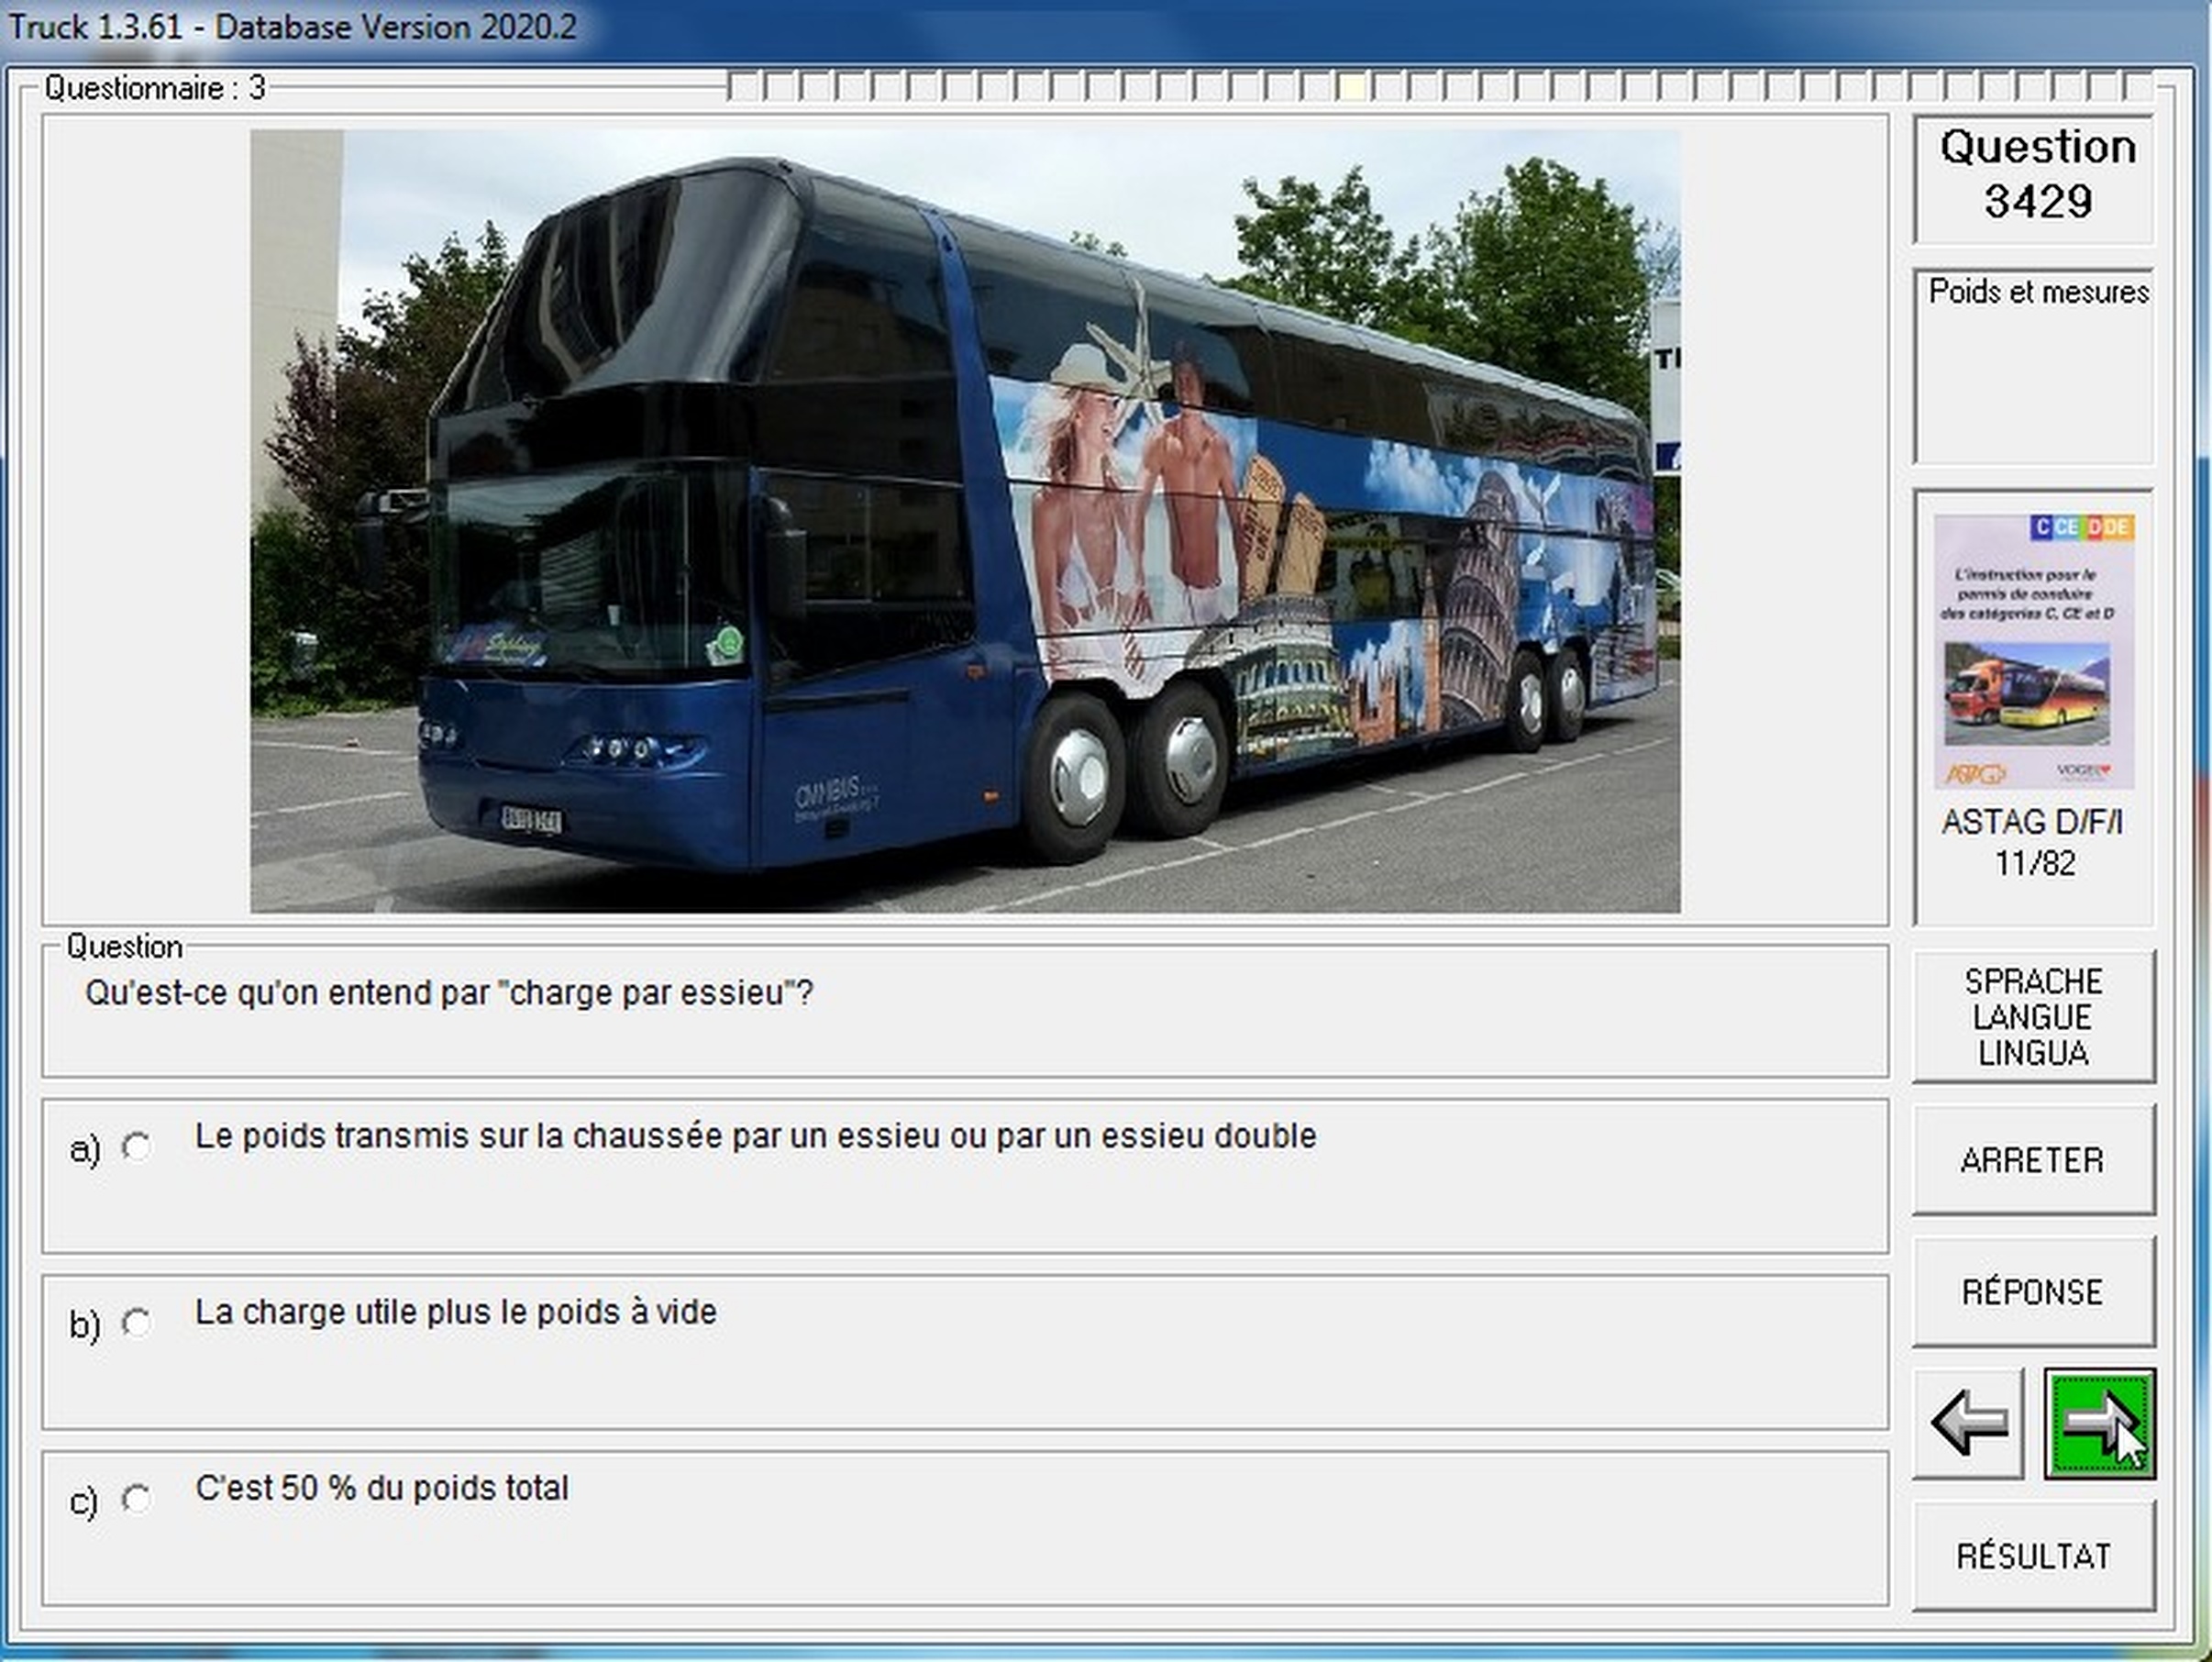 Truck 1.3.61 - Database Version 2020.2
Questionnaire : 3
Question
3429
Poids et mesures
C CE D DE
L'instruction pour le
permis de conduire
des catégories C, CE et D
ASTAG
VOGEL
ASTAG D/F/I
11/82
OMNIBUS
Question
Qu'est-ce qu'on entend par "charge par essieu"?
a) Le poids transmis sur la chaussée par un essieu ou par un essieu double
b) La charge utile plus le poids à vide
c) C'est 50 % du poids total
SPRACHE
LANGUE
LINGUA
ARRETER
RÉPONSE
RÉSULTAT